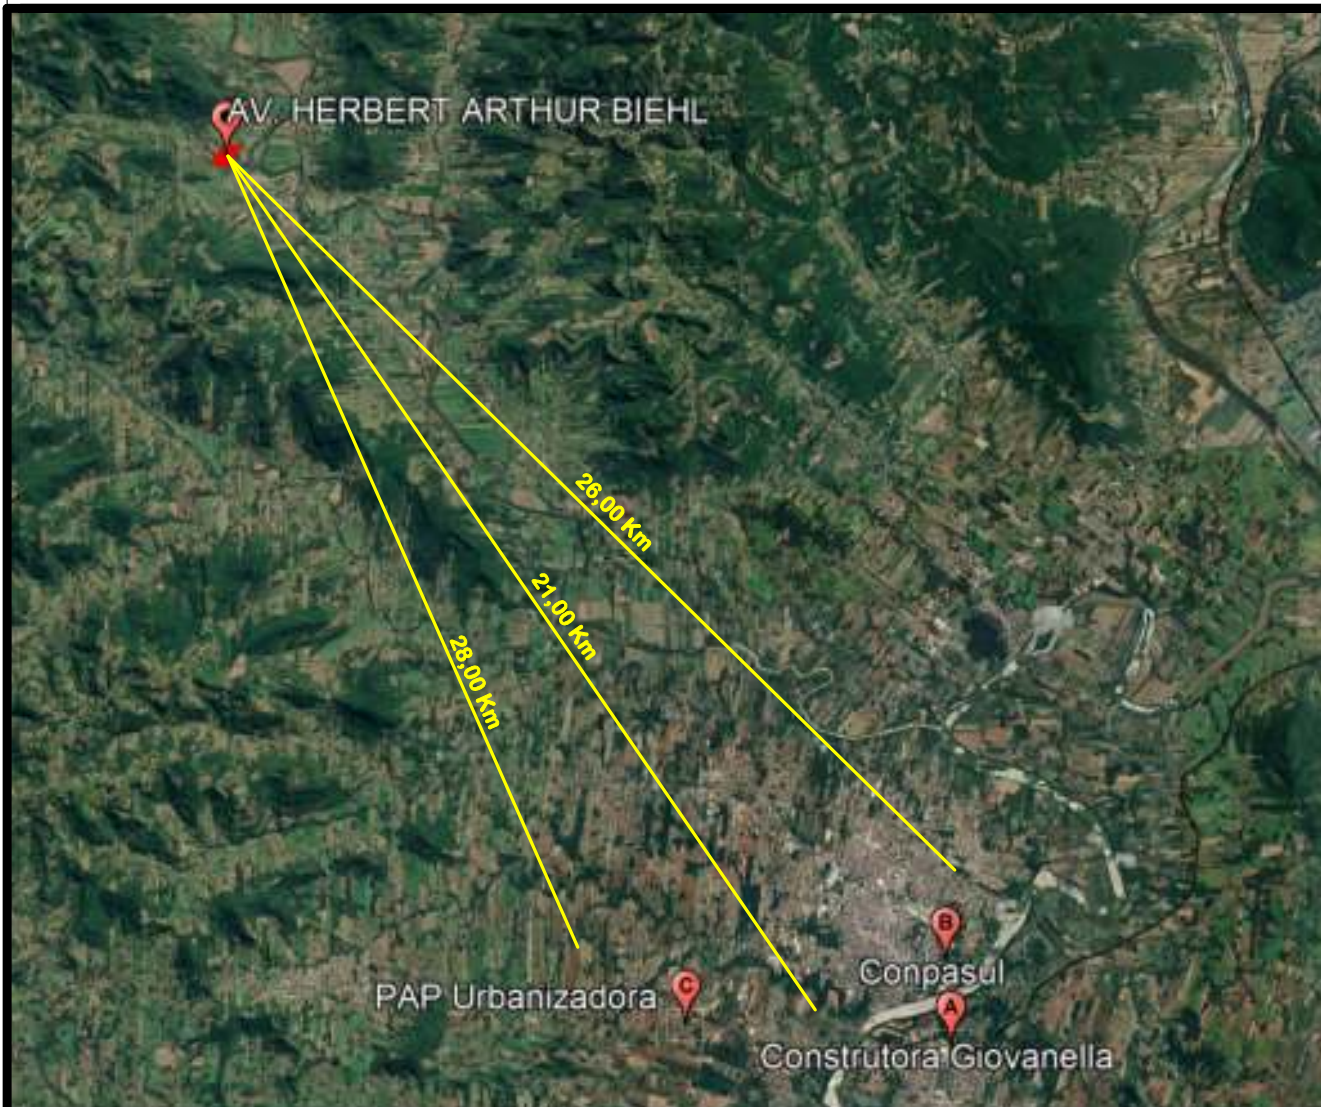 AV. HERBERT ARTHUR BIEHL
26,00 Km
21,00 Km
28,00 Km
B
Conpasul
PAP Urbanizadora
C
A
Construtora Giovanella